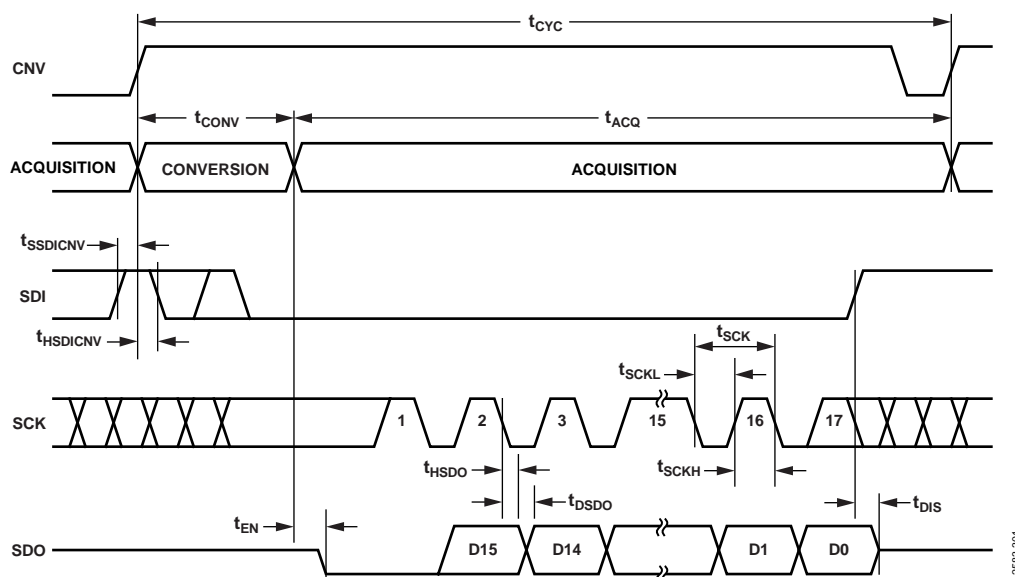 tCYC
CNV
tCONV
tACQ
ACQUISITION
CONVERSION
ACQUISITION
tSSDICNV
SDI
tHSDICNV
tSCK
tSCKL
SCK
1
2
3
15
16
17
tHSDO
tSCKH
tDSDO
tEN
tDIS
SDO
D15
D14
D1
D0